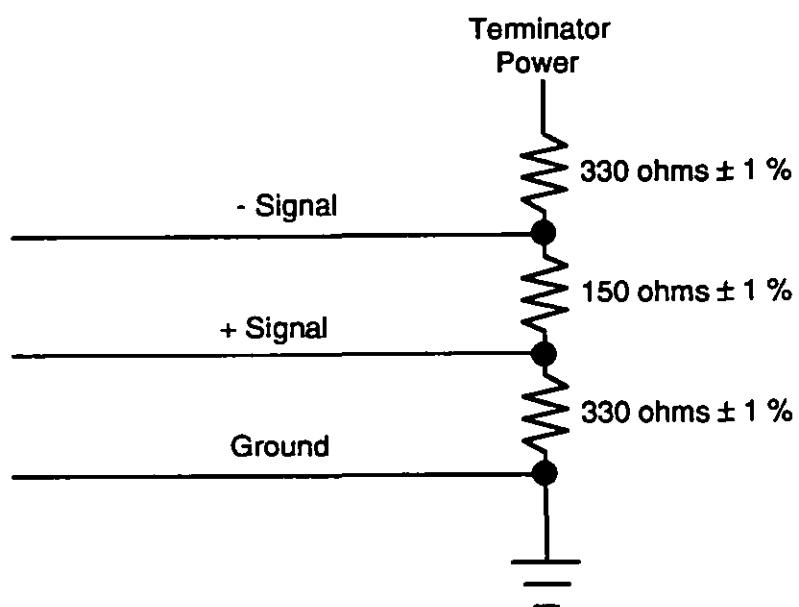 Terminator
Power
330 ohms ± 1 %
- Signal
150 ohms ± 1 %
+ Signal
330 ohms ± 1 %
Ground